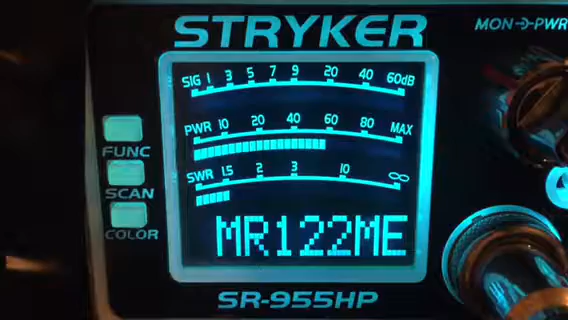 STRYKER
MON-PWR
SIG 1 3 5 7 9 20 40 60dB
PWR 10 20 40 60 80 MAX
SWR 1.5 2 3 10 ∞
FUNC
SCAN
COLOR
MR122ME
SR-955HP